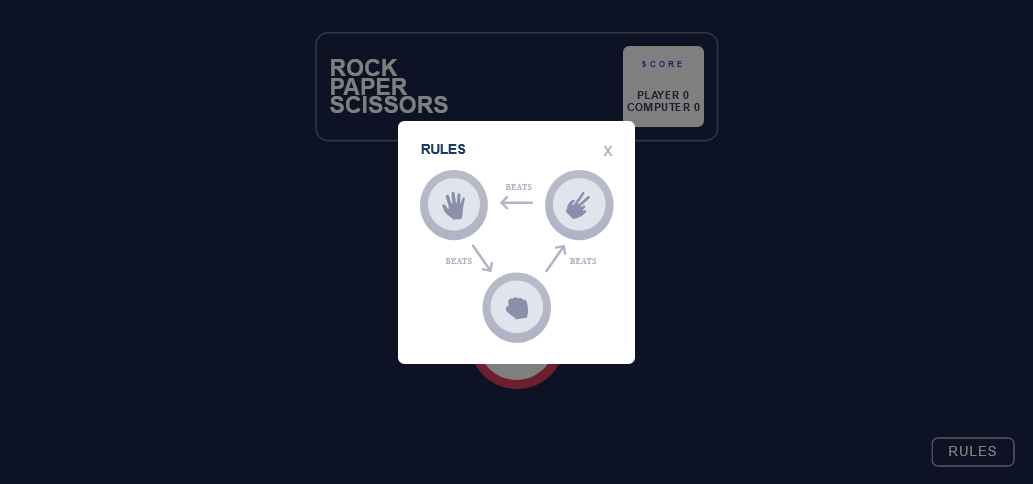 ROCK
PAPER
SCISSORS
SCORE
PLAYER 0
COMPUTER 0
RULES
X
BEATS
BEATS
BEATS
RULES